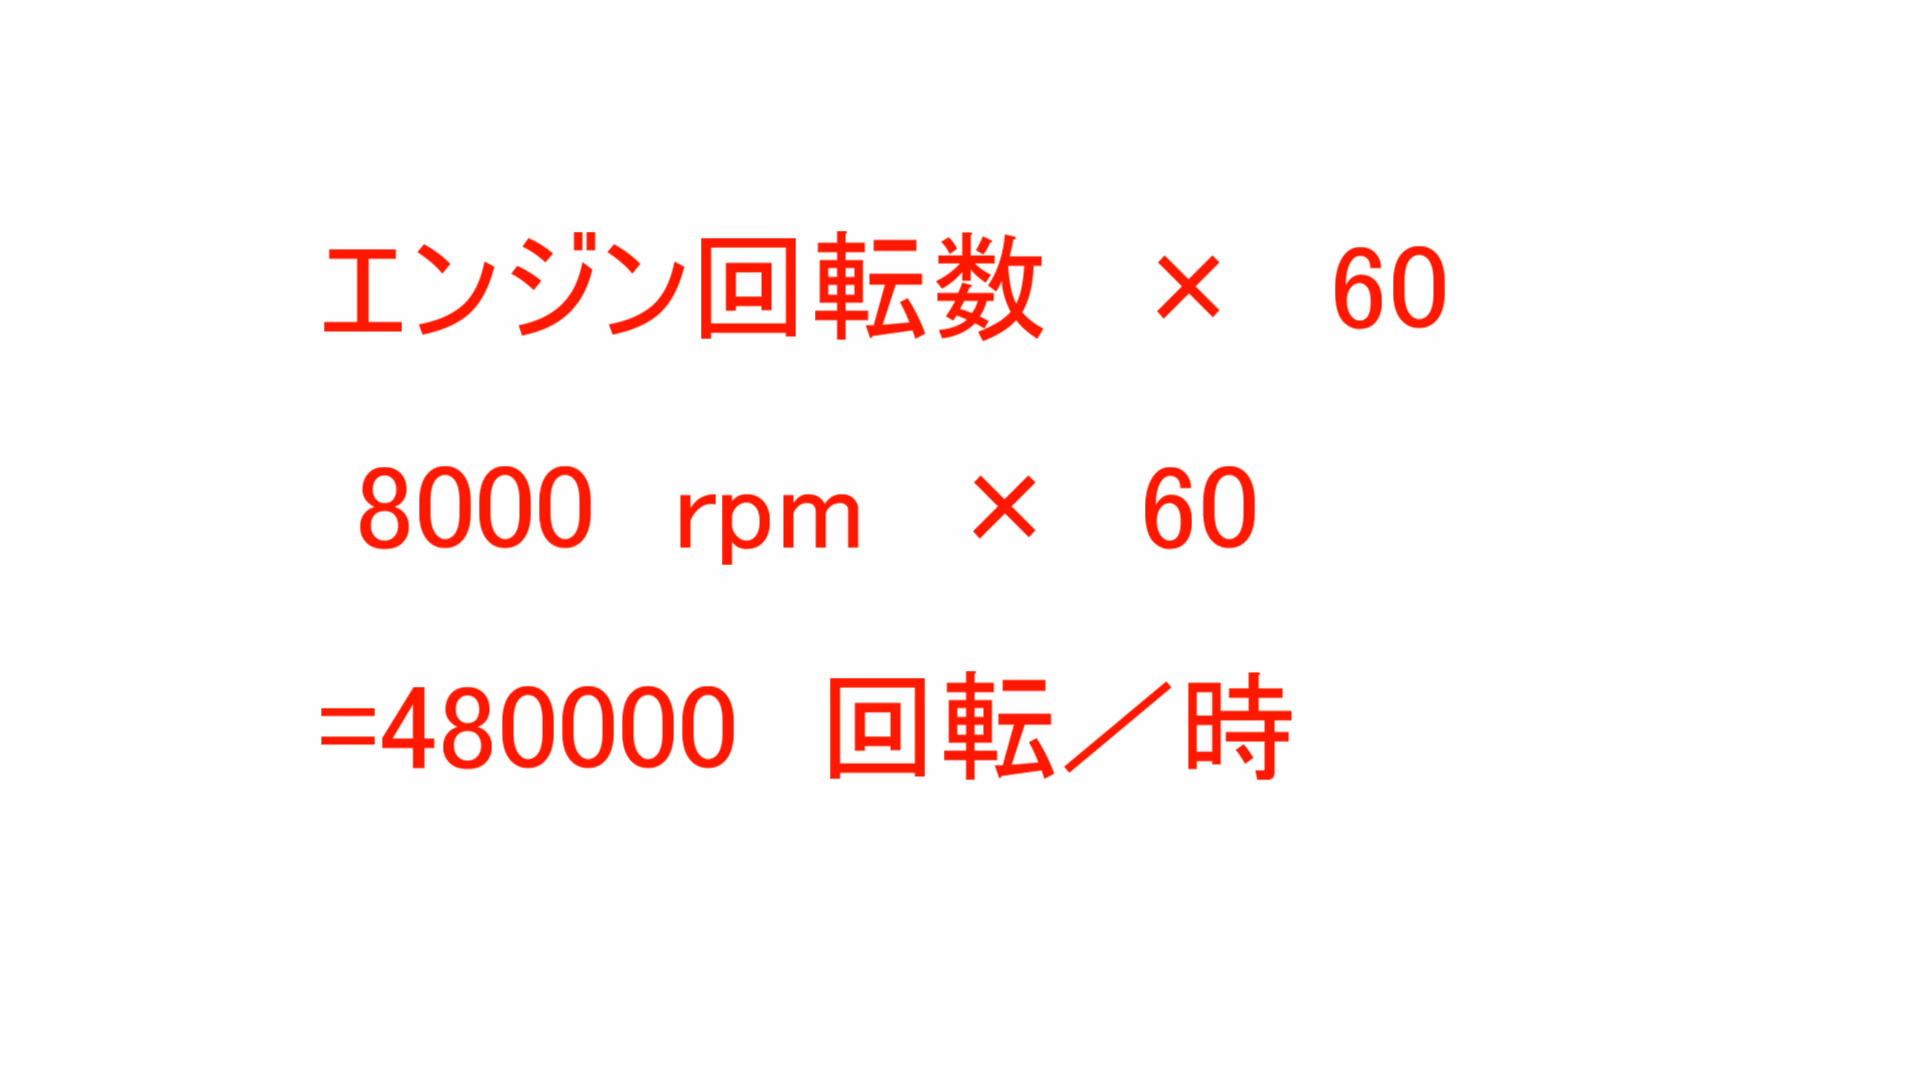 エンジン回転数　×　60
8000　rpm　×　60
=480000　回転／時